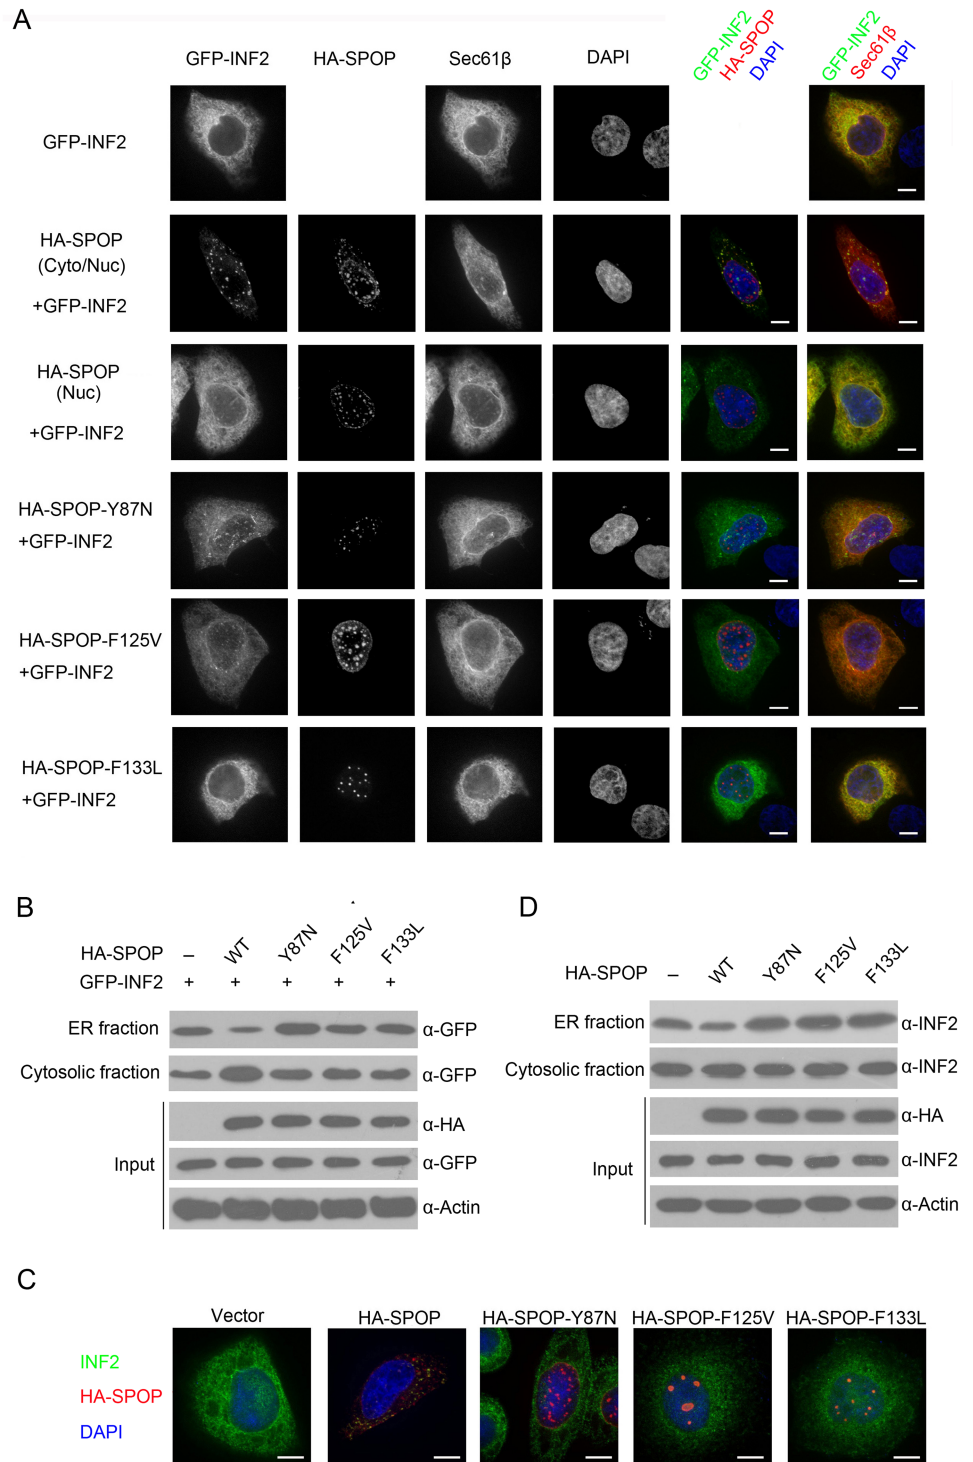 A
GFP-INF2
HA-SPOP
Sec61β
DAPI
GFP-INF2
HA-SPOP
DAPI
GFP-INF2
Sec61β
DAPI
GFP-INF2
HA-SPOP
(Cyto/Nuc)
+GFP-INF2
HA-SPOP
(Nuc)
+GFP-INF2
HA-SPOP-Y87N
+GFP-INF2
HA-SPOP-F125V
+GFP-INF2
HA-SPOP-F133L
+GFP-INF2
B
HA-SPOP – WT Y87N F125V F133L
GFP-INF2 + + + + +
ER fraction α-GFP
Cytosolic fraction α-GFP
Input
α-HA
α-GFP
α-Actin
D
HA-SPOP – WT Y87N F125V F133L
ER fraction α-INF2
Cytosolic fraction α-INF2
Input
α-HA
α-INF2
α-Actin
C
Vector HA-SPOP HA-SPOP-Y87N HA-SPOP-F125V HA-SPOP-F133L
INF2
HA-SPOP
DAPI